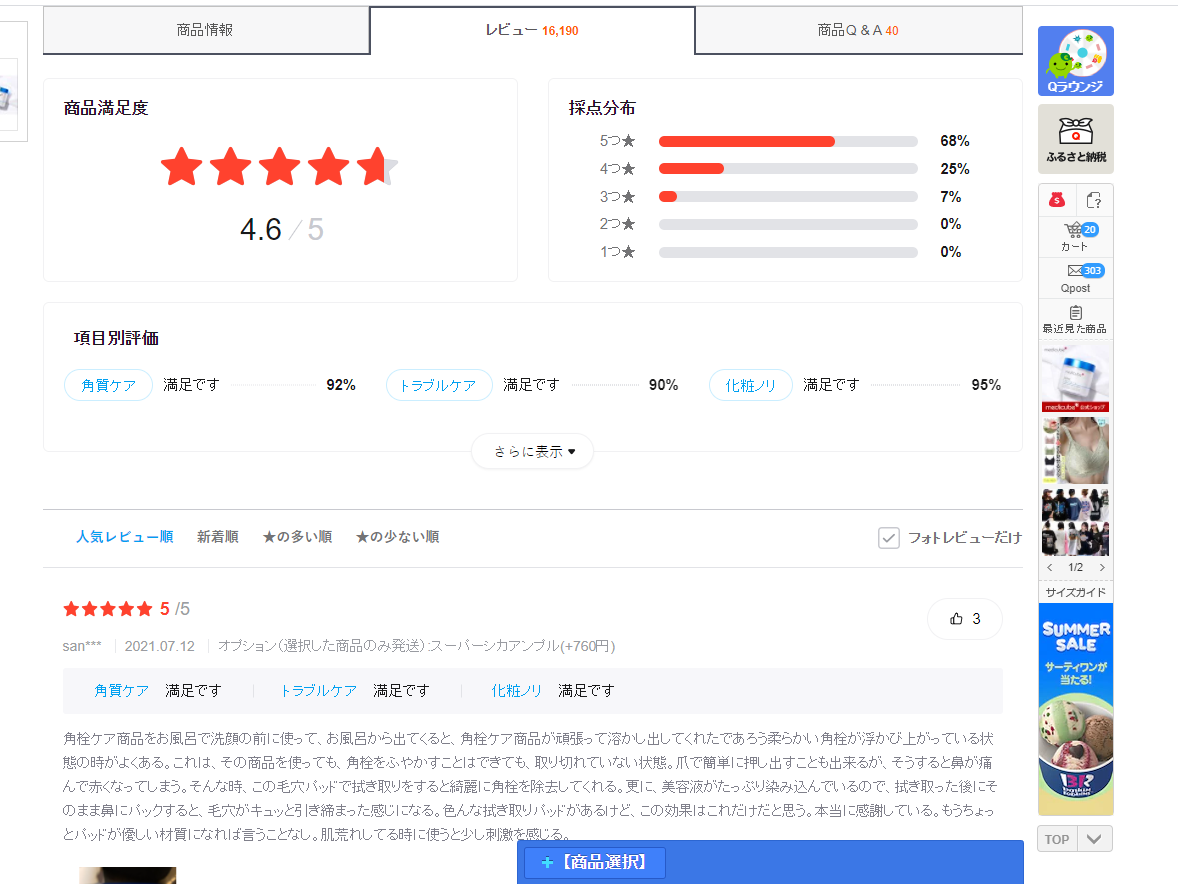 商品情報
レビュー 16,190
商品Q & A 40
商品満足度
4.6 / 5
採点分布
5つ★ 68%
4つ★ 25%
3つ★ 7%
2つ★ 0%
1つ★ 0%
項目別評価
角質ケア 満足です 92%
トラブルケア 満足です 90%
化粧ノリ 満足です 95%
さらに表示 ▼
人気レビュー順 新着順 ★の多い順 ★の少ない順
フォトレビューだけ
★★★★★ 5 /5
3
san*** 2021.07.12 オプション(選択した商品のみ発送):スーパーシカアンプル(+760円)
角質ケア 満足です トラブルケア 満足です 化粧ノリ 満足です
角栓ケア商品をお風呂で洗顔の前に使って、お風呂から出てくると、角栓ケア商品が頑張って溶かし出してくれたであろう柔らかい角栓が浮かび上がっている状
態の時がよくある。これは、その商品を使っても、角栓をふやかすことはできても、取り切れていない状態。爪で簡単に押し出すことも出来るが、そうすると鼻が痛
んで赤くなってしまう。そんな時、この毛穴パッドで拭き取りをすると綺麗に角栓を除去してくれる。更に、美容液がたっぷり染み込んでいるので、拭き取った後にそ
のまま鼻にパックすると、毛穴がキュッと引き締まった感じになる。色んな拭き取りパッドがあるけど、この効果はこれだけだと思う。本当に感謝している。もうちょっ
とパッドが優しい材質になれば言うことなし。肌荒れしてる時に使うと少し刺激を感じる。
+【商品選択】
Qラウンジ
Q
ふるさと納税
S
?
20
カート
303
Qpost
最近見た商品
medicube
medicube 公式ショップ
< 1/2 >
サイズガイド
SUMMER
SALE
サーティワンが
当たる!
BR
Baskin Robbins
TOP